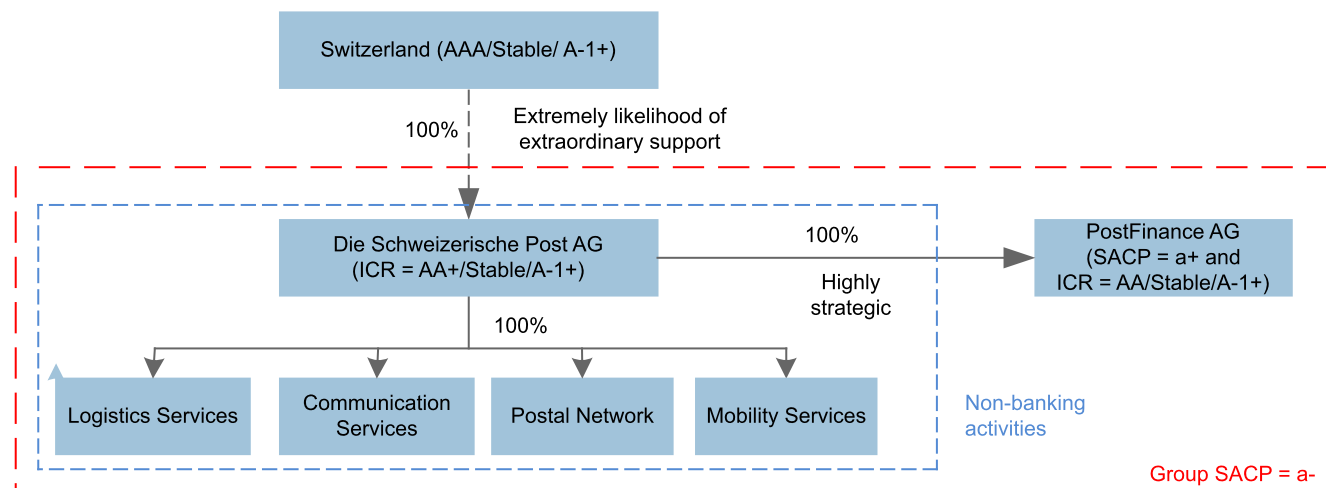 Switzerland (AAA/Stable/ A-1+)
100%
Extremely likelihood of
extraordinary support
Die Schweizerische Post AG
(ICR = AA+/Stable/A-1+)
100%
Highly
strategic
PostFinance AG
(SACP = a+ and
ICR = AA/Stable/A-1+)
100%
Logistics Services
Communication
Services
Postal Network
Mobility Services
Non-banking
activities
Group SACP = a-